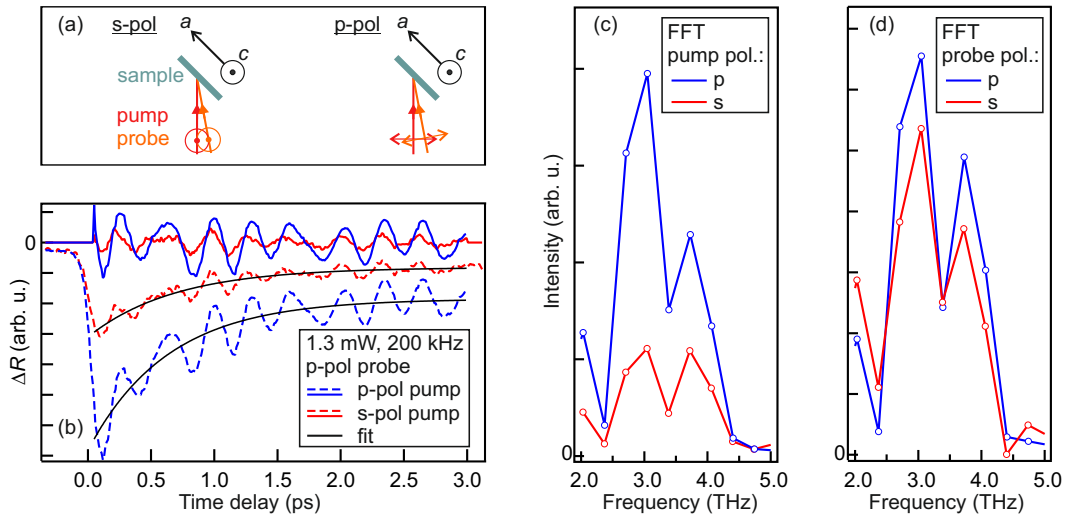 (a)
s-pol
p-pol
a
a
c
c
sample
pump
probe
0
ΔR (arb. u.)
1.3 mW, 200 kHz
p-pol probe
p-pol pump
s-pol pump
fit
(b)
0.0 0.5 1.0 1.5 2.0 2.5 3.0
Time delay (ps)
(c)
FFT
pump pol.:
p
s
Intensity (arb. u.)
0
2.0 3.0 4.0 5.0
Frequency (THz)
(d)
FFT
probe pol.:
p
s
0
2.0 3.0 4.0 5.0
Frequency (THz)